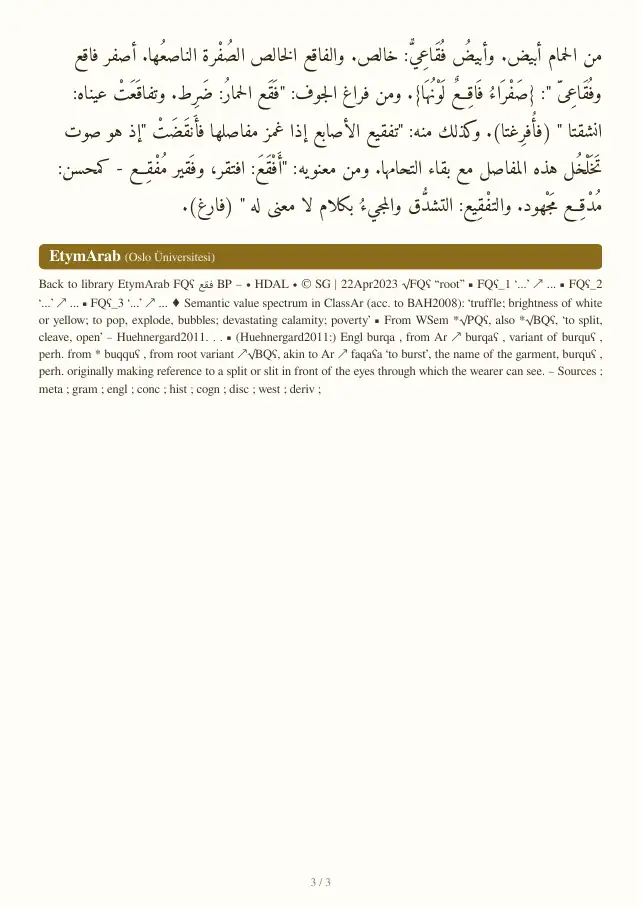 من الحمام أبيض. وأبيضُ فُقَاعِيٌّ: خالص. والفاقع الخالص الصُفْرة الناصعُها. أصفر فاقع
وفُقَاعِىّ ": {صَفْرَاءُ فَاقِعٌ لَوْنُهَا}. ومن فراغ الجوف: "فَقَع الحمارُ: ضَرِط. وتفاقَعَتْ عيناه:
انشقتا " (فأُفرِغتا). وكذلك منه: "تفقيع الأصابع إذا غمز مفاصلها فأَنقَضَتْ "إذ هو صوت
تَخَلْخُل هذه المفاصل مع بقاء التحامها. ومن معنويه: "أَفْقَعَ: افتقر، وفَقير مُفْقِع - كمحسن:
مُدْقِع مَجْهود. والتفْقِيع: التشدُّق والمجيءُ بكلام لا معنى له " (فارغ).
EtymArab (Oslo Üniversitesi)
Back to library EtymArab FQʕ فقع BP – • HDAL • © SG | 22Apr2023 √FQʕ “root” ▪ FQʕ_1 ‘...’ ↗ ... ▪ FQʕ_2
‘...’ ↗ ... ▪ FQʕ_3 ‘...’ ↗ ... ♦ Semantic value spectrum in ClassAr (acc. to BAH2008): ‘truffle; brightness of white
or yellow; to pop, explode, bubbles; devastating calamity; poverty’ ▪ From WSem *√PQʕ, also *√BQʕ, ‘to split,
cleave, open’ – Huehnergard2011. . . ▪ (Huehnergard2011:) Engl burqa , from Ar ↗ burqaʕ , variant of burquʕ ,
perh. from * buqquʕ , from root variant ↗√BQʕ, akin to Ar ↗ faqaʕa ‘to burst’, the name of the garment, burquʕ ,
perh. originally making reference to a split or slit in front of the eyes through which the wearer can see. – Sources ;
meta ; gram ; engl ; conc ; hist ; cogn ; disc ; west ; deriv ;
3 / 3